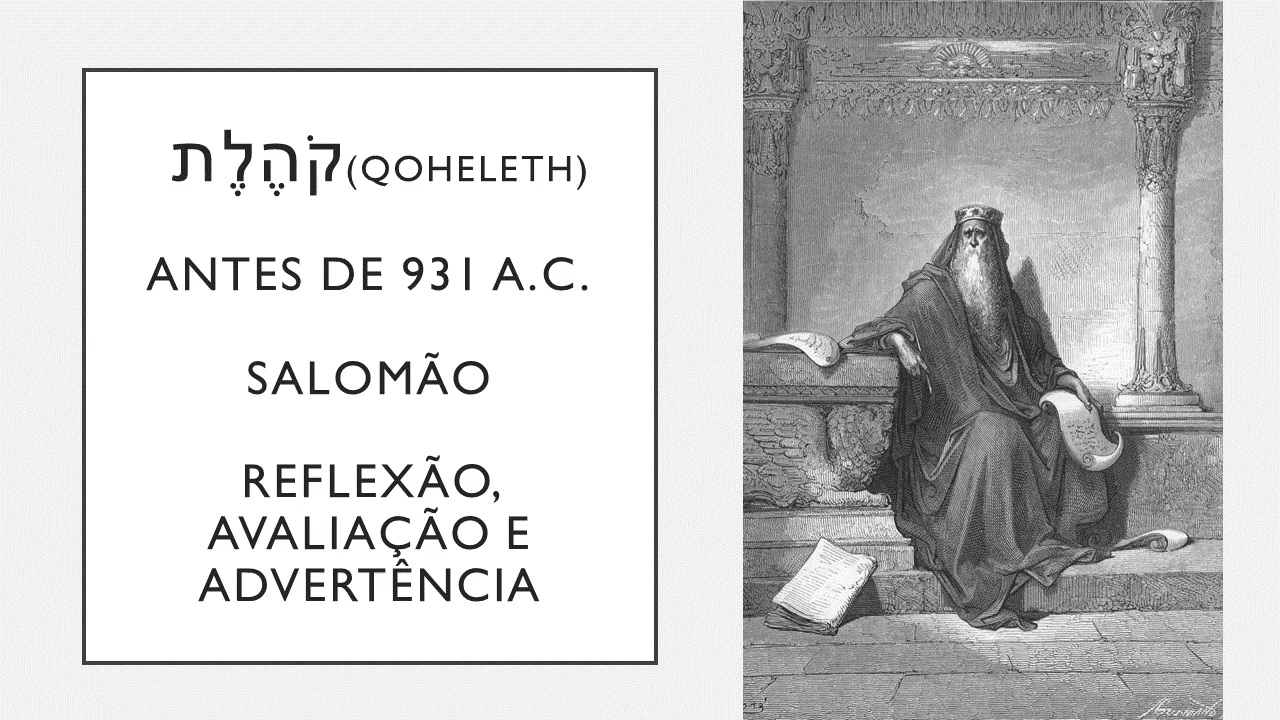 קֹהֶלֶת(QOHELETH)
ANTES DE 931 A.C.
SALOMÃO
REFLEXÃO,
AVALIAÇÃO E
ADVERTÊNCIA